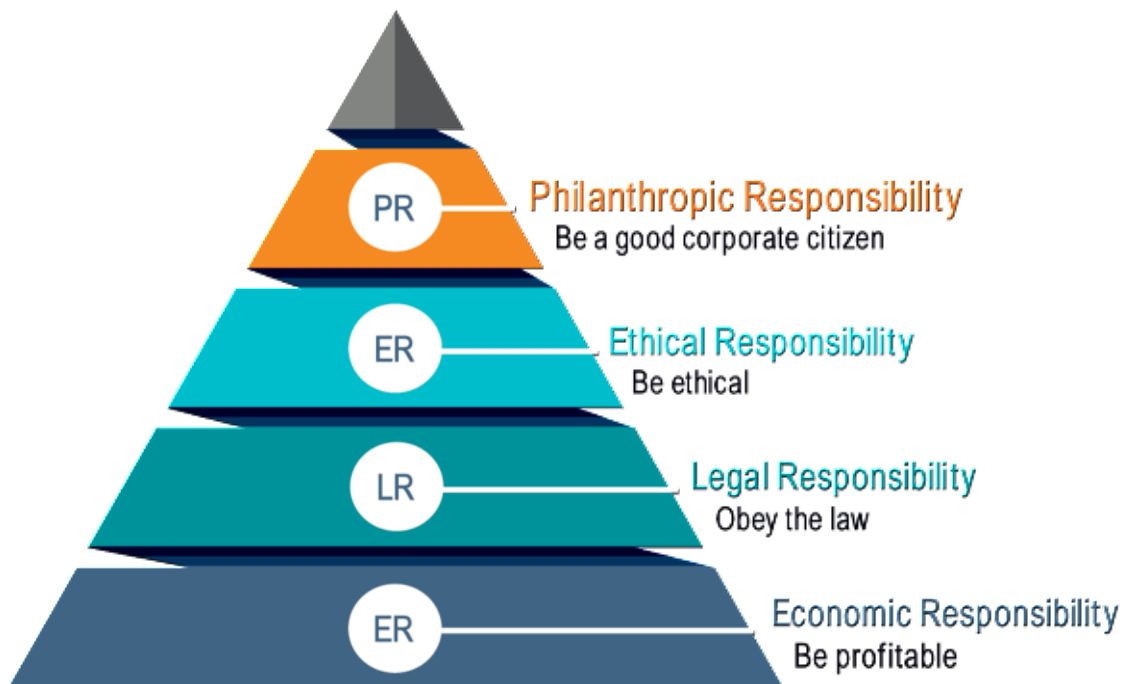 PR
Philanthropic Responsibility
Be a good corporate citizen
ER
Ethical Responsibility
Be ethical
LR
Legal Responsibility
Obey the law
ER
Economic Responsibility
Be profitable